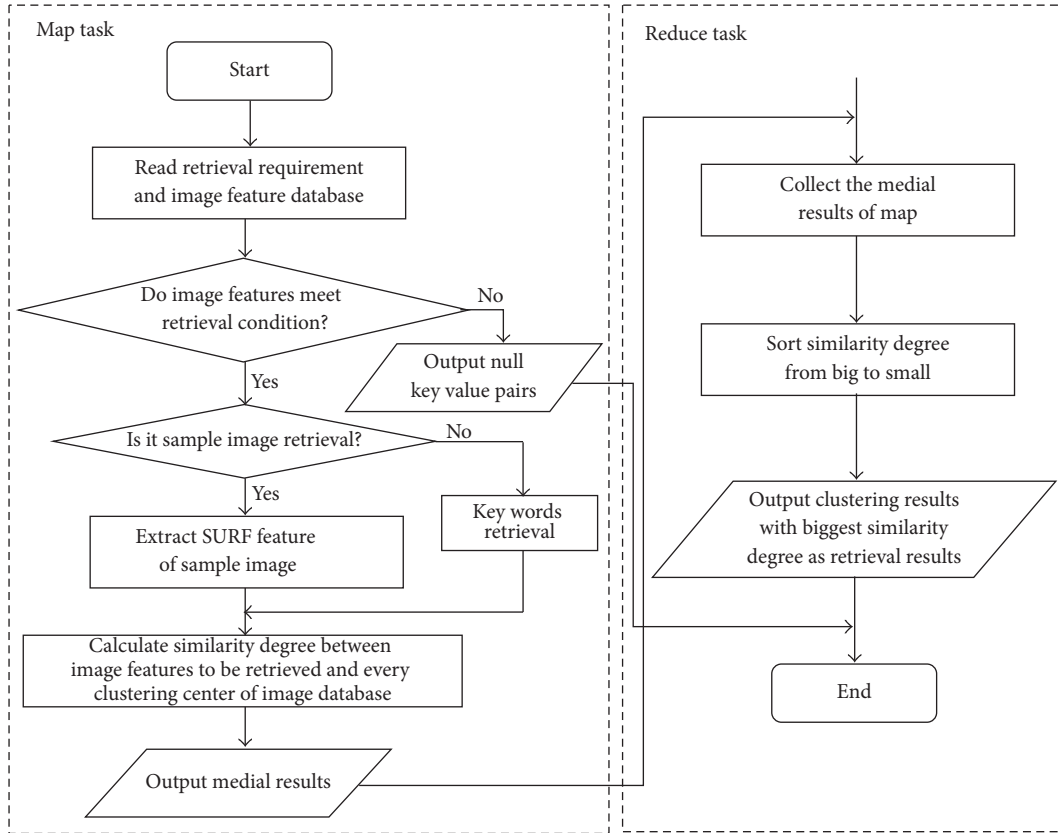 Map task
Start
Read retrieval requirement
and image feature database
Do image features meet
retrieval condition?
No
Output null
key value pairs
Yes
Is it sample image retrieval?
No
Yes
Key words
retrieval
Extract SURF feature
of sample image
Calculate similarity degree between
image features to be retrieved and every
clustering center of image database
Output medial results
Reduce task
Collect the medial
results of map
Sort similarity degree
from big to small
Output clustering results
with biggest similarity
degree as retrieval results
End